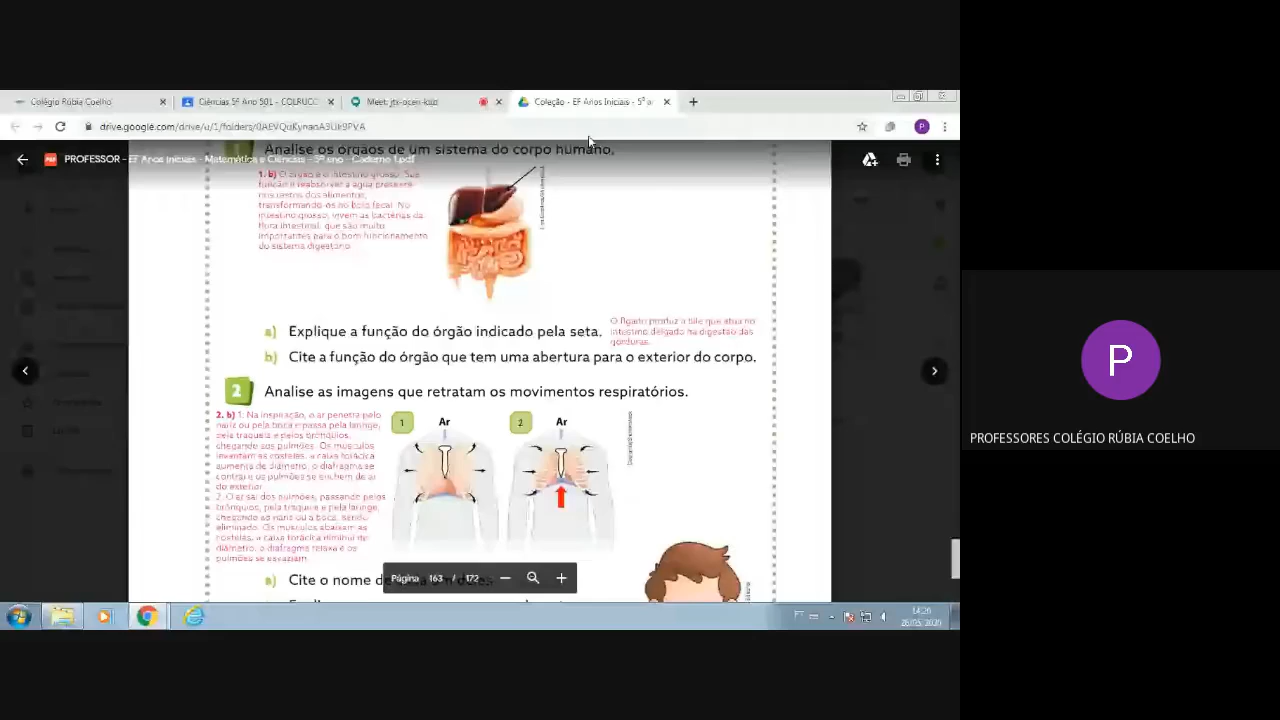 Colégio Rúbia Coelho
Ciências 5º Ano 501 - COLRUCC
Meet: jtx-ocen-kqd
Coleção - EF Anos Iniciais - 5º a
drive.google.com/drive/u/1/folders/
P
PROFESSOR - EF Anos Iniciais - Matemática e Ciências - 5º ano - Caderno 1.pdf
1 Analise os órgãos de um sistema do corpo humano.
1. b) O órgão é o intestino grosso. Sua
função é reabsorver a água presente
nos restos dos alimentos,
transformando-os no bolo fecal. No
intestino grosso, vivem as bactérias da
flora intestinal, que são muito
importantes para o bom funcionamento
do sistema digestório.
a) Explique a função do órgão indicado pela seta.
O fígado produz a bile que atua no
intestino delgado na digestão das
gorduras.
b) Cite a função do órgão que tem uma abertura para o exterior do corpo.
2 Analise as imagens que retratam os movimentos respiratórios.
2. b) 1. Na inspiração, o ar penetra pelo
nariz ou pela boca e passa pela laringe,
pela traqueia e pelos brônquios,
chegando aos pulmões. Os músculos
levantam as costelas, a caixa torácica
aumenta de diâmetro, o diafragma se
contrai e os pulmões se enchem de ar
do exterior.
2. O ar sai dos pulmões, passando pelos
brônquios, pela traqueia e pela laringe,
chegando ao nariz ou à boca, sendo
eliminado. Os músculos abaixam as
costelas, a caixa torácica diminui de
diâmetro, o diafragma relaxa e os
pulmões se esvaziam.
1 Ar
2 Ar
a) Cite o nome de
Página 163 172
PT
14:20
26/05/2020
P
PROFESSORES COLÉGIO RÚBIA COELHO